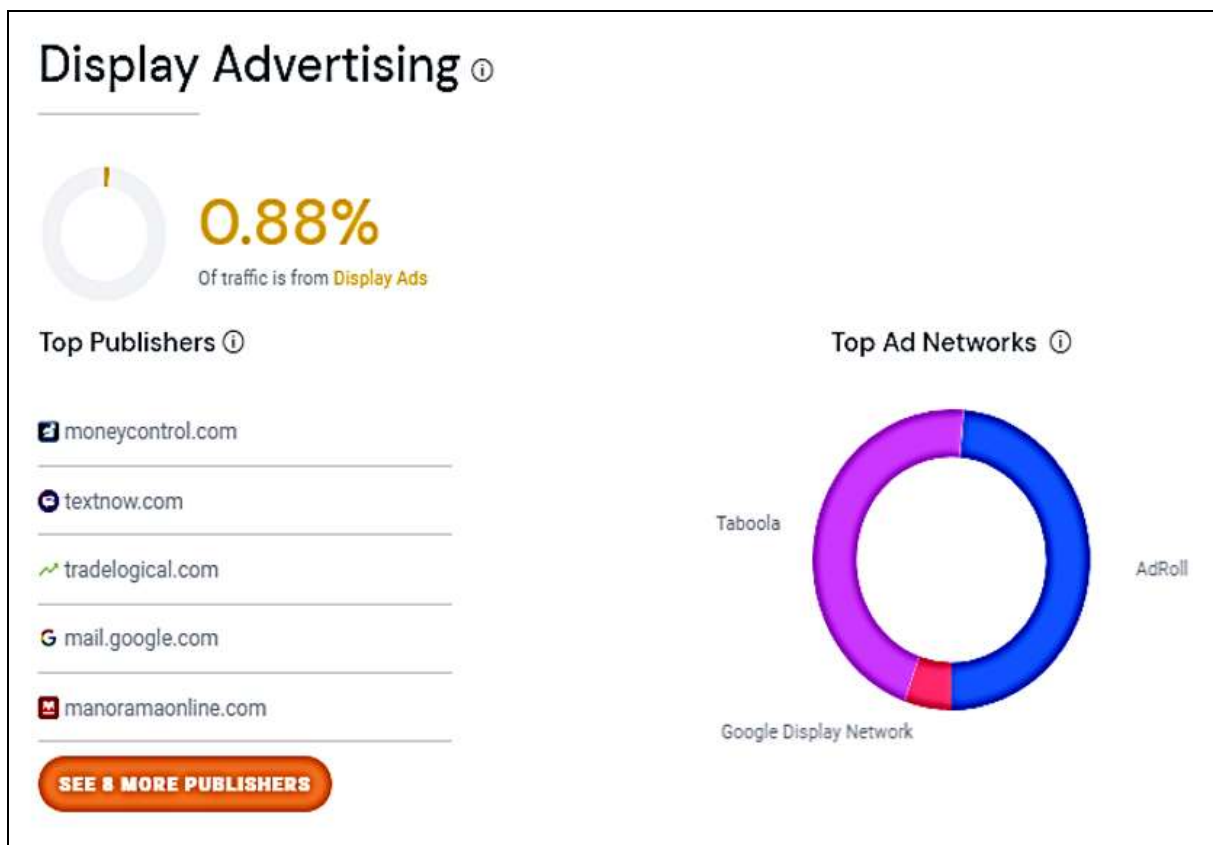 Display Advertising
0.88%
Of traffic is from Display Ads
Top Publishers
moneycontrol.com
textnow.com
tradelogical.com
mail.google.com
manoramaonline.com
SEE 8 MORE PUBLISHERS
Top Ad Networks
Taboola
AdRoll
Google Display Network